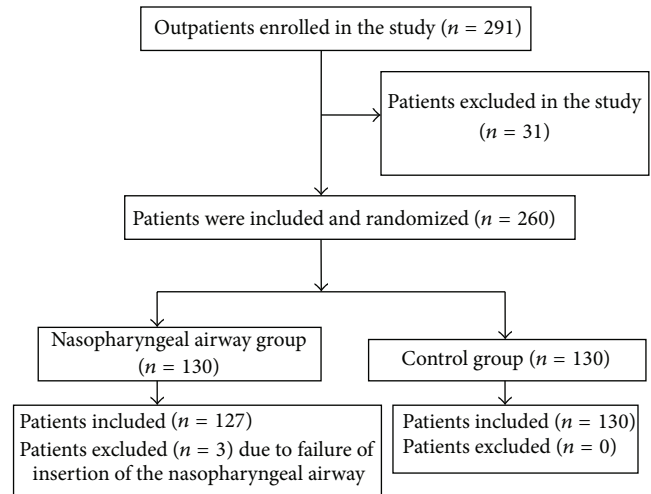 Outpatients enrolled in the study (n = 291)
Patients excluded in the study
(n = 31)
Patients were included and randomized (n = 260)
Nasopharyngeal airway group
(n = 130)
Control group (n = 130)
Patients included (n = 127)
Patients excluded (n = 3) due to failure of
insertion of the nasopharyngeal airway
Patients included (n = 130)
Patients excluded (n = 0)